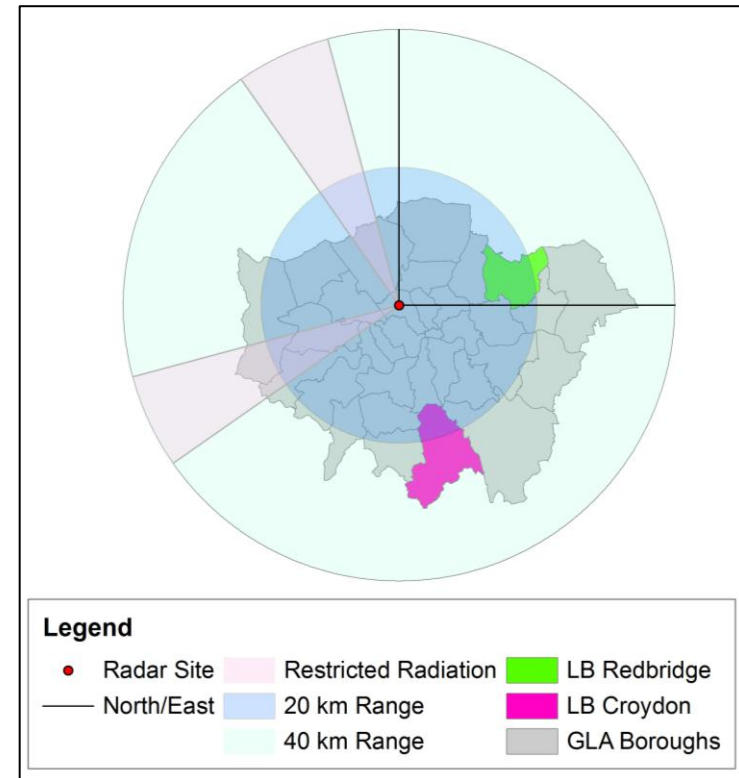 Legend
Radar Site
North/East
Restricted Radiation
20 km Range
40 km Range
LB Redbridge
LB Croydon
GLA Boroughs